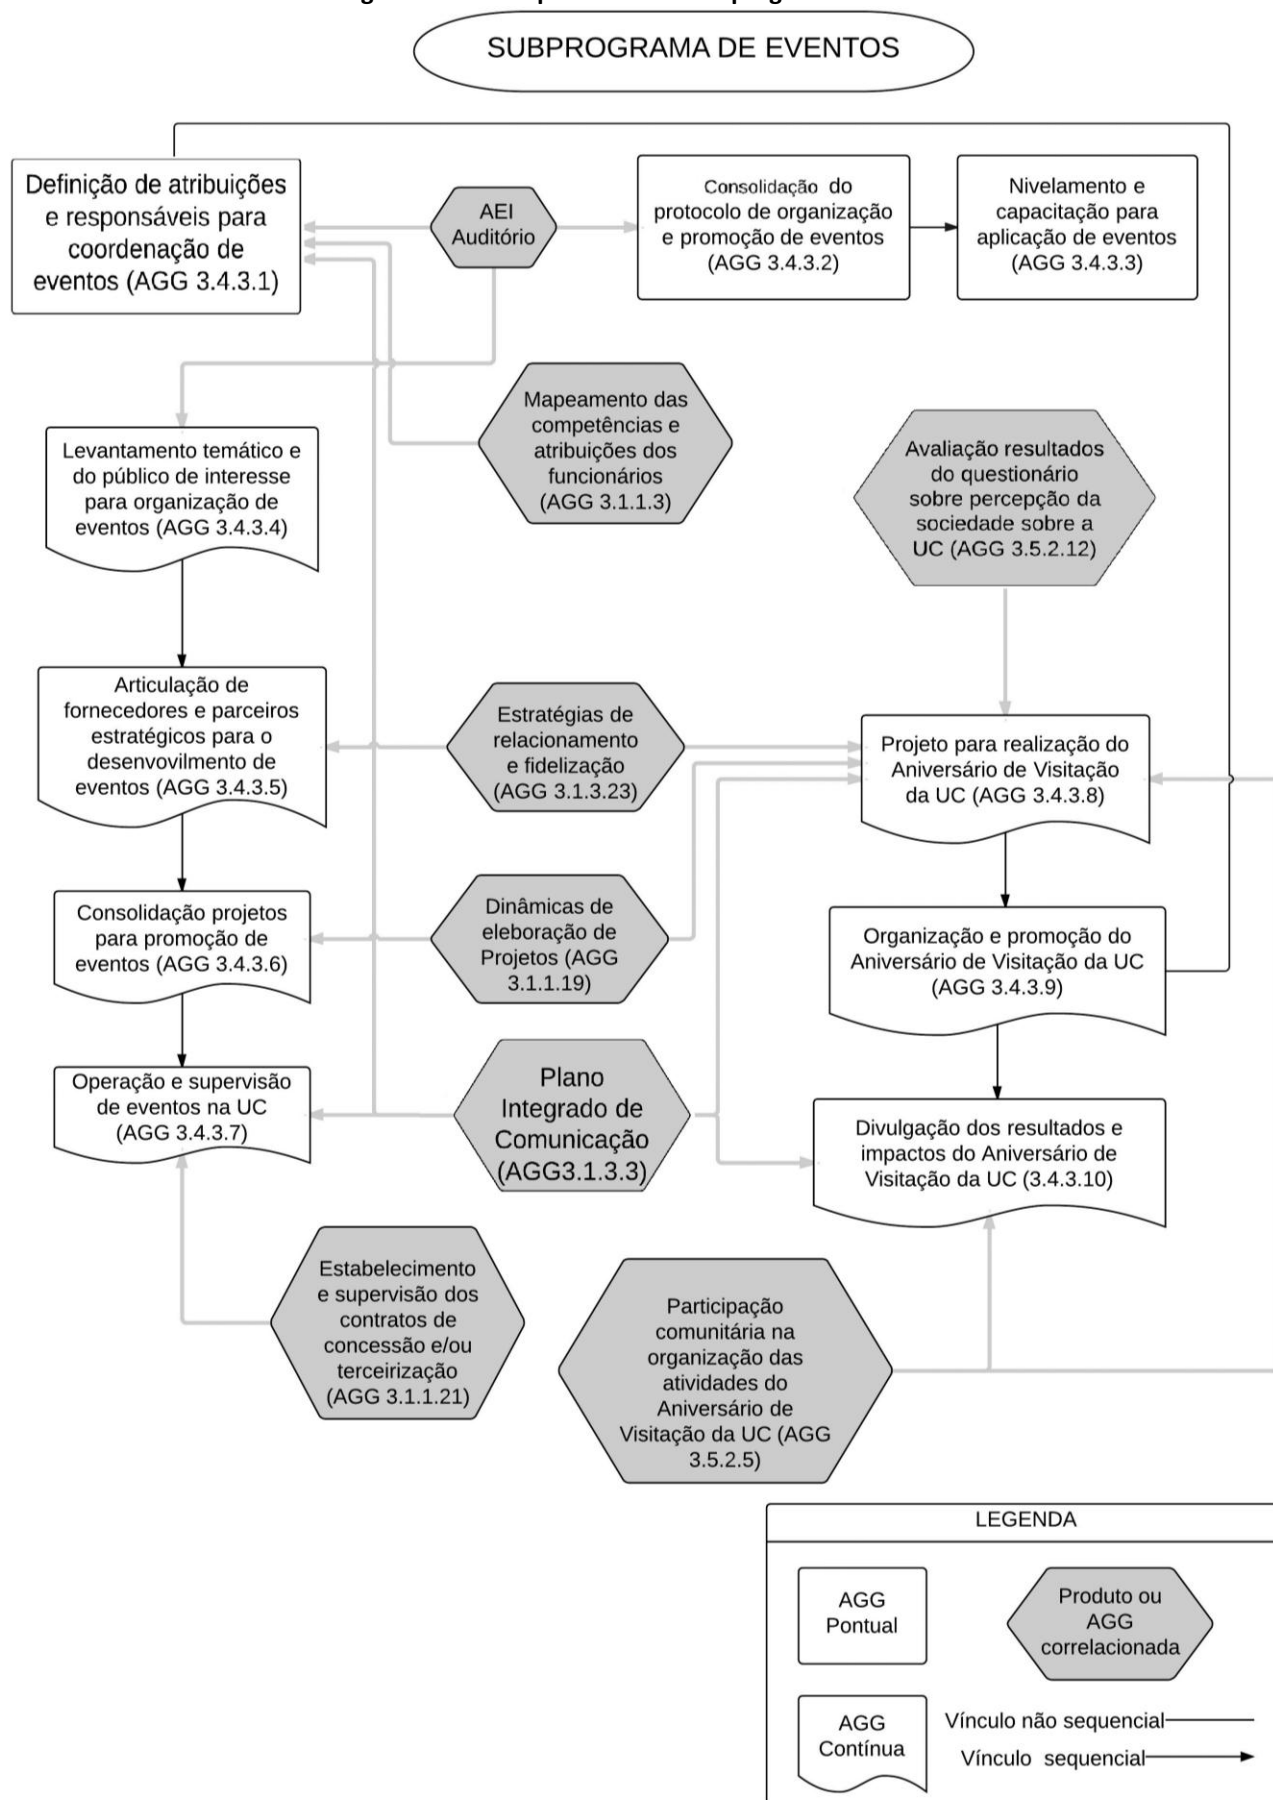 SUBPROGRAMA DE EVENTOS
Definição de atribuições
e responsáveis para
coordenação de
eventos (AGG 3.4.3.1)
AEI
Auditório
Consolidação do
protocolo de organização
e promoção de eventos
(AGG 3.4.3.2)
Nivelamento e
capacitação para
aplicação de eventos
(AGG 3.4.3.3)
Mapeamento das
competências e
atribuições dos
funcionários
(AGG 3.1.1.3)
Levantamento temático e
do público de interesse
para organização de
eventos (AGG 3.4.3.4)
Avaliação resultados
do questionário
sobre percepção da
sociedade sobre a
UC (AGG 3.5.2.12)
Articulação de
fornecedores e parceiros
estratégicos para o
desenvovilmento de
eventos (AGG 3.4.3.5)
Estratégias de
relacionamento
e fidelização
(AGG 3.1.3.23)
Projeto para realização do
Aniversário de Visitação
da UC (AGG 3.4.3.8)
Consolidação projetos
para promoção de
eventos (AGG 3.4.3.6)
Dinâmicas de
eleboração de
Projetos (AGG
3.1.1.19)
Organização e promoção do
Aniversário de Visitação da UC
(AGG 3.4.3.9)
Operação e supervisão
de eventos na UC
(AGG 3.4.3.7)
Plano
Integrado de
Comunicação
(AGG3.1.3.3)
Divulgação dos resultados e
impactos do Aniversário de
Visitação da UC (3.4.3.10)
Estabelecimento
e supervisão dos
contratos de
concessão e/ou
terceirização
(AGG 3.1.1.21)
Participação
comunitária na
organização das
atividades do
Aniversário de
Visitação da UC (AGG
3.5.2.5)
LEGENDA
AGG
Pontual
Produto ou
AGG
correlacionada
AGG
Contínua
Vínculo não sequencial
Vínculo sequencial